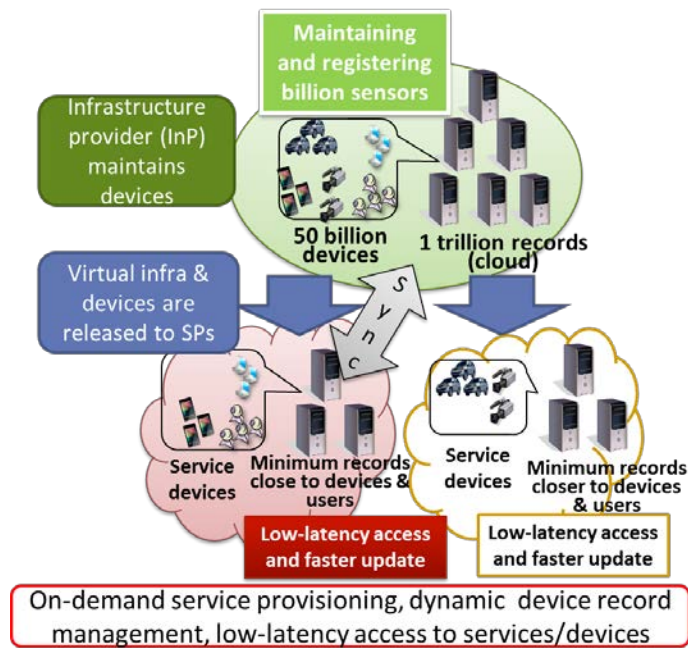 Maintaining
and registering
billion sensors
Infrastructure
provider (InP)
maintains
devices
50 billion
devices
1 trillion records
(cloud)
Virtual infra &
devices are
released to SPs
Sync
Service
devices
Minimum records
close to devices &
users
Service
devices
Minimum records
closer to devices
& users
Low-latency access
and faster update
Low-latency access
and faster update
On-demand service provisioning, dynamic device record
management, low-latency access to services/devices